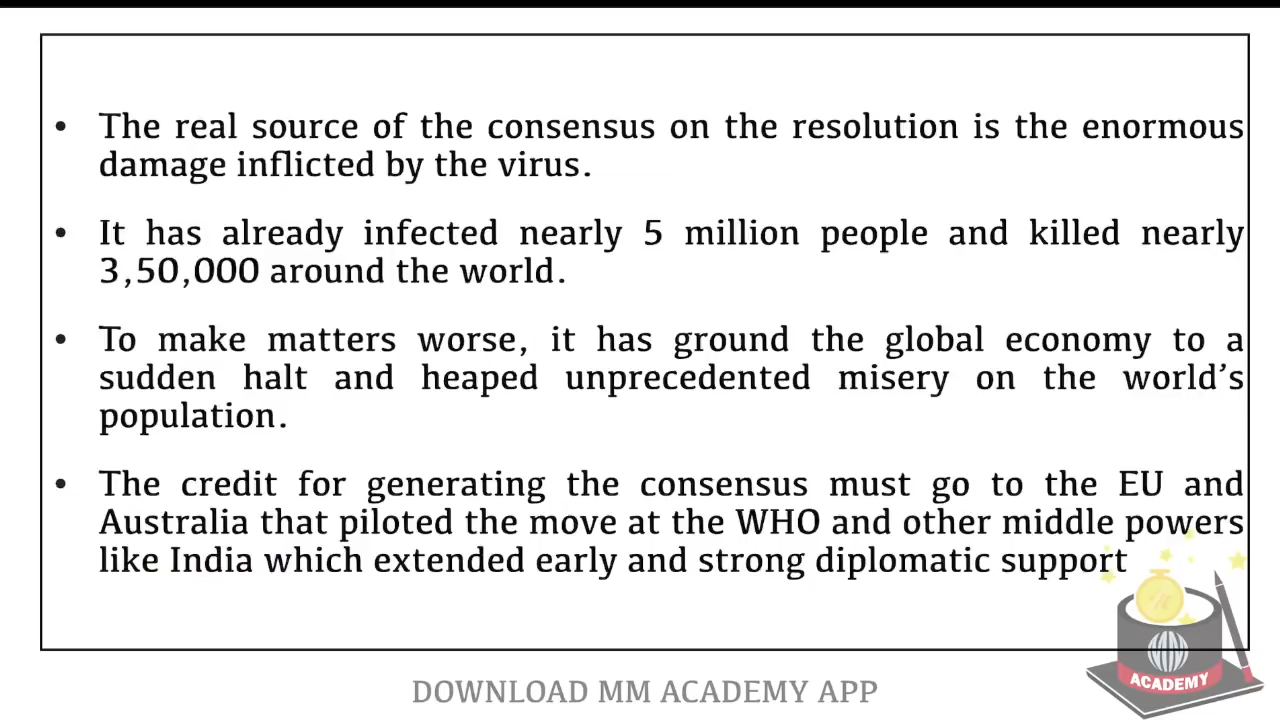 • The real source of the consensus on the resolution is the enormous
damage inflicted by the virus.
• It has already infected nearly 5 million people and killed nearly
3,50,000 around the world.
• To make matters worse, it has ground the global economy to a
sudden halt and heaped unprecedented misery on the world's
population.
• The credit for generating the consensus must go to the EU and
Australia that piloted the move at the WHO and other middle powers
like India which extended early and strong diplomatic support
ACADEMY
DOWNLOAD MM ACADEMY APP